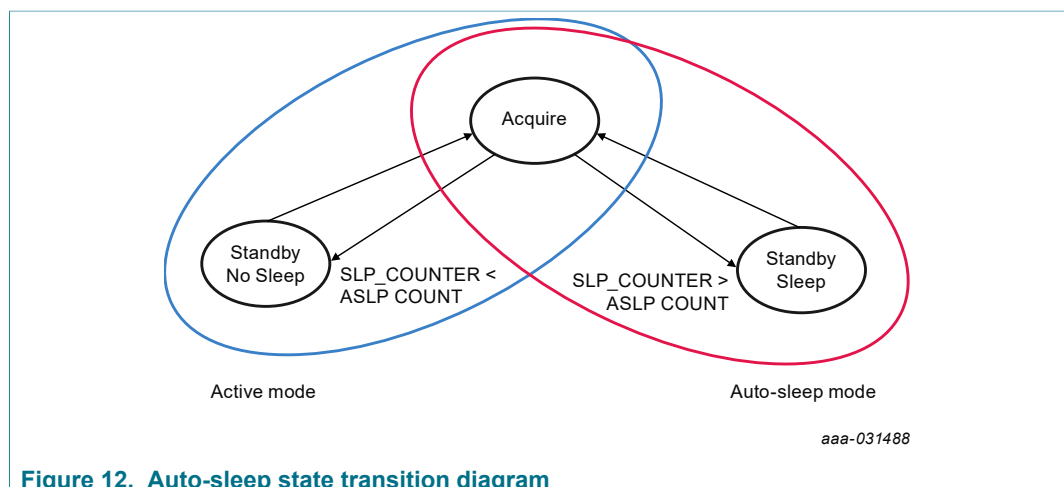 Acquire
Standby
No Sleep
SLP_COUNTER <
ASLP COUNT
SLP_COUNTER >
ASLP COUNT
Standby
Sleep
Active mode
Auto-sleep mode
aaa-031488
Figure 12. Auto-sleep state transition diagram